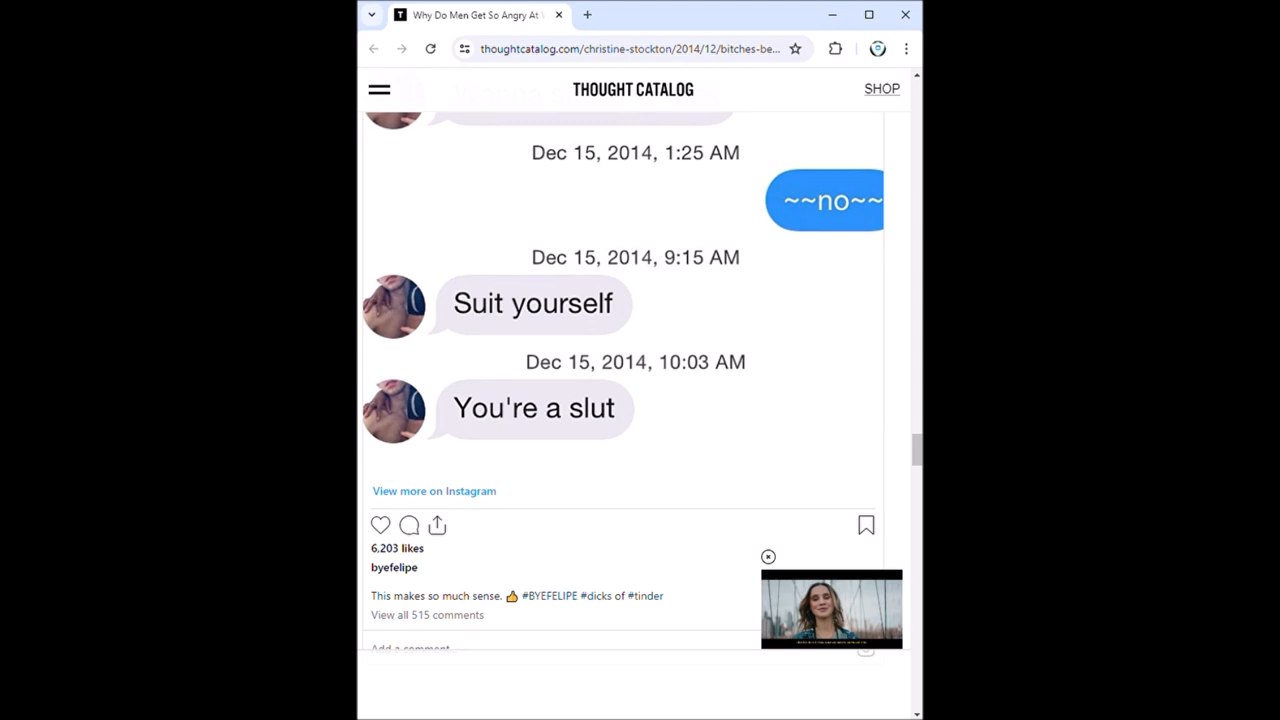 Why Do Men Get So Angry At
thoughtcatalog.com/christine-stockton/2014/12/bitches-be...
THOUGHT CATALOG
SHOP
Dec 15, 2014, 1:25 AM
~~no~~
Dec 15, 2014, 9:15 AM
Suit yourself
Dec 15, 2014, 10:03 AM
You're a slut
View more on Instagram
6,203 likes
byefelipe
This makes so much sense. 👍 #BYEFELIPE #dicks of #tinder
View all 515 comments
Add a comment...